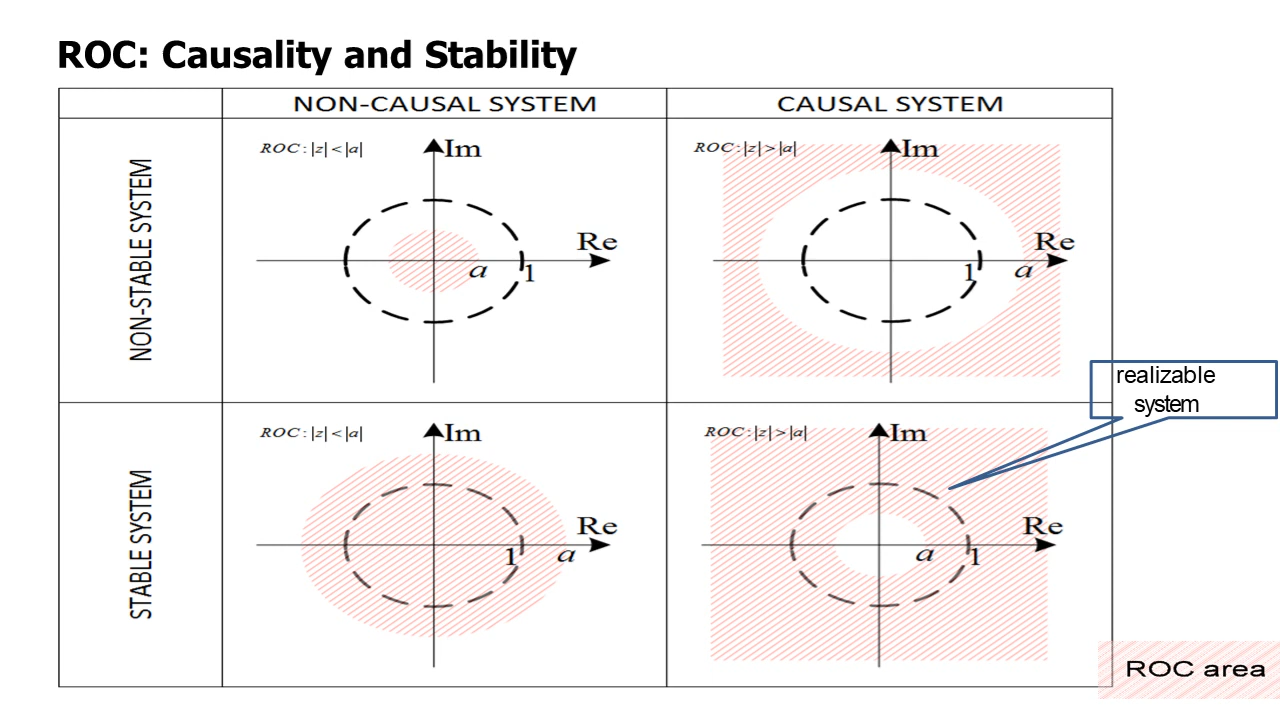 ROC: Causality and Stability
NON-CAUSAL SYSTEM
CAUSAL SYSTEM
NON-STABLE SYSTEM
ROC:|z|<|a|
Im
Re
a
1
ROC:|z|>|a|
Im
Re
1
a
realizable
system
STABLE SYSTEM
ROC:|z|<|a|
Im
Re
1
a
ROC:|z|>|a|
Im
Re
a
1
ROC area